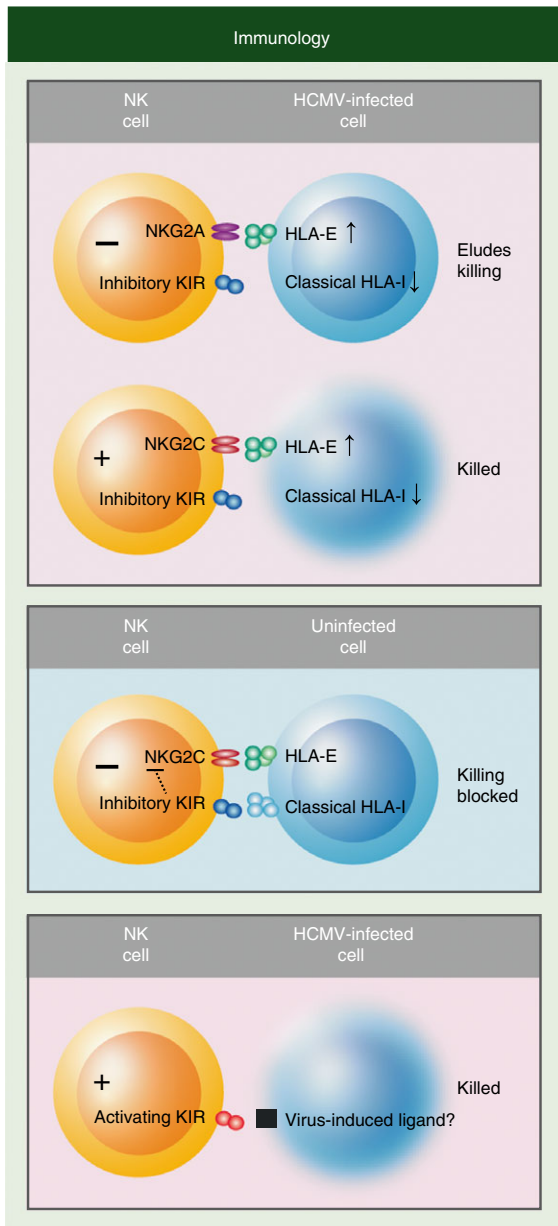 Immunology
NK cell
HCMV-infected cell
−
NKG2A
HLA-E ↑
Inhibitory KIR
Classical HLA-I ↓
Eludes killing
+
NKG2C
HLA-E ↑
Inhibitory KIR
Classical HLA-I ↓
Killed
NK cell
Uninfected cell
−
NKG2C
HLA-E
Inhibitory KIR
Classical HLA-I
Killing blocked
NK cell
HCMV-infected cell
+
Activating KIR
Virus-induced ligand?
Killed